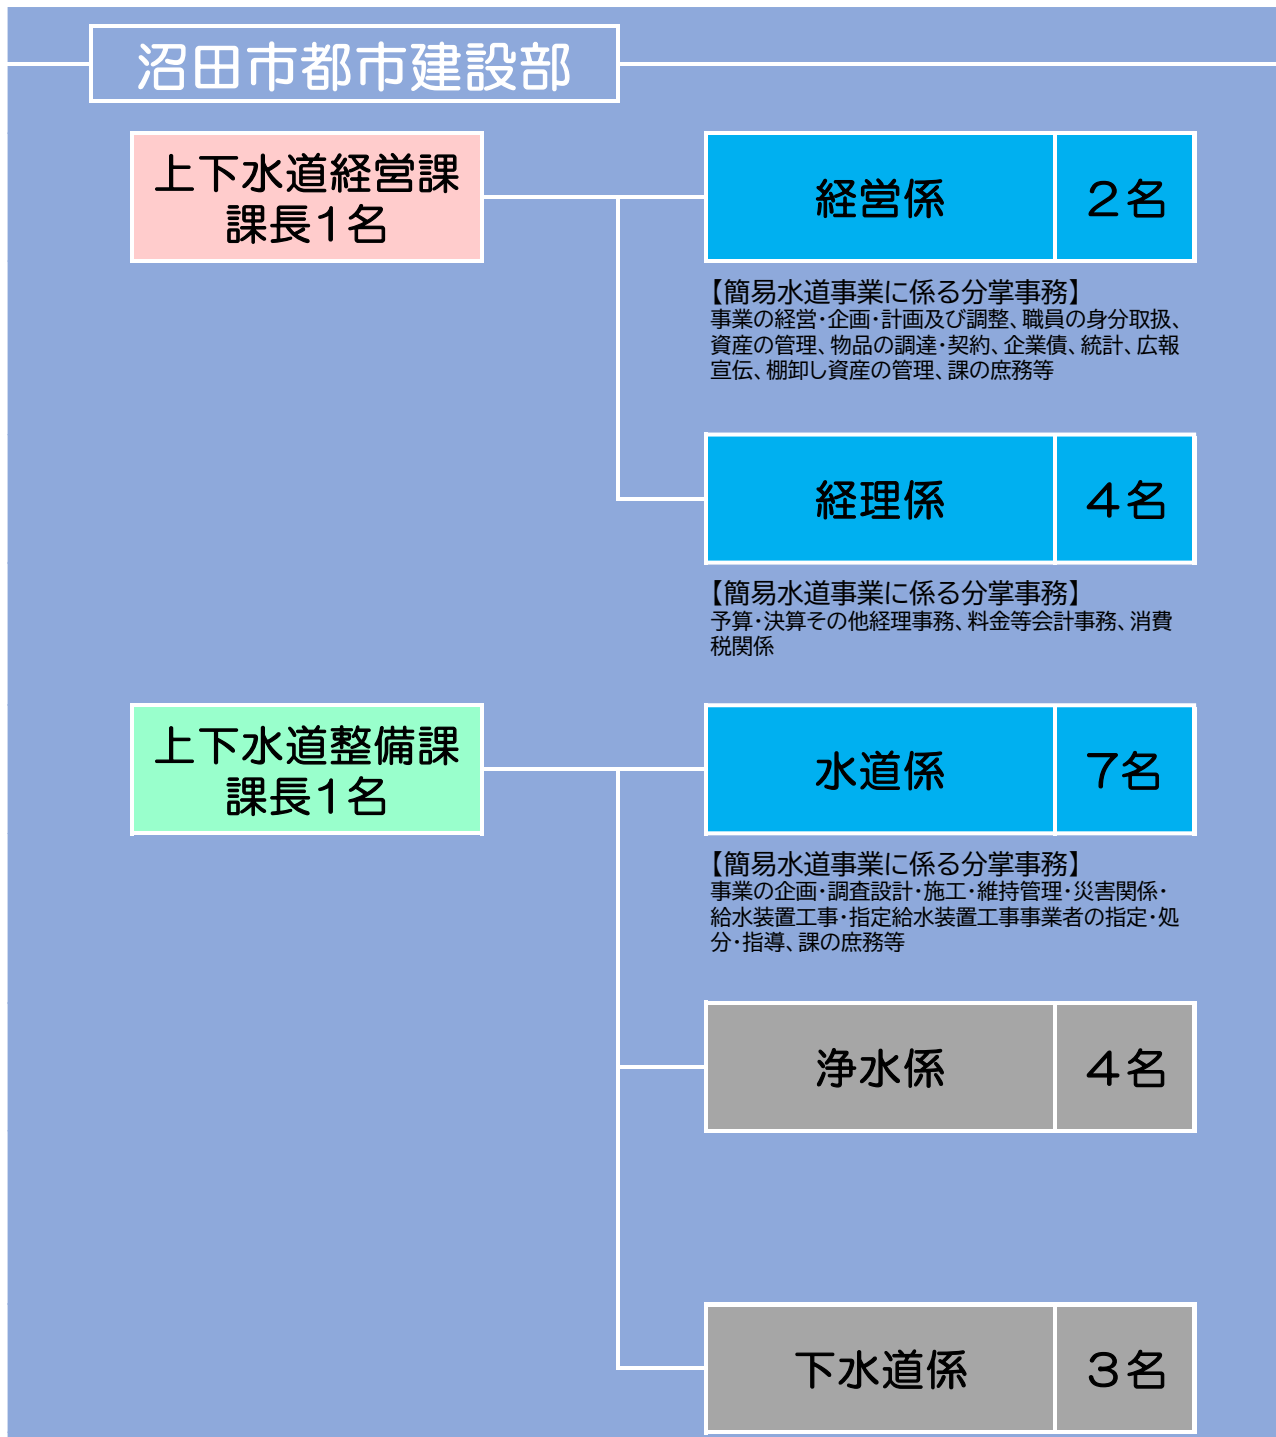 沼田市都市建設部
上下水道経営課
課長１名
経営係
２名
【簡易水道事業に係る分掌事務】
事業の経営・企画・計画及び調整、職員の身分取扱、
資産の管理、物品の調達・契約、企業債、統計、広報
宣伝、棚卸し資産の管理、課の庶務等
経理係
４名
【簡易水道事業に係る分掌事務】
予算・決算その他経理事務、料金等会計事務、消費
税関係
上下水道整備課
課長１名
水道係
７名
【簡易水道事業に係る分掌事務】
事業の企画・調査設計・施工・維持管理・災害関係・
給水装置工事・指定給水装置工事事業者の指定・処
分・指導、課の庶務等
浄水係
４名
下水道係
３名